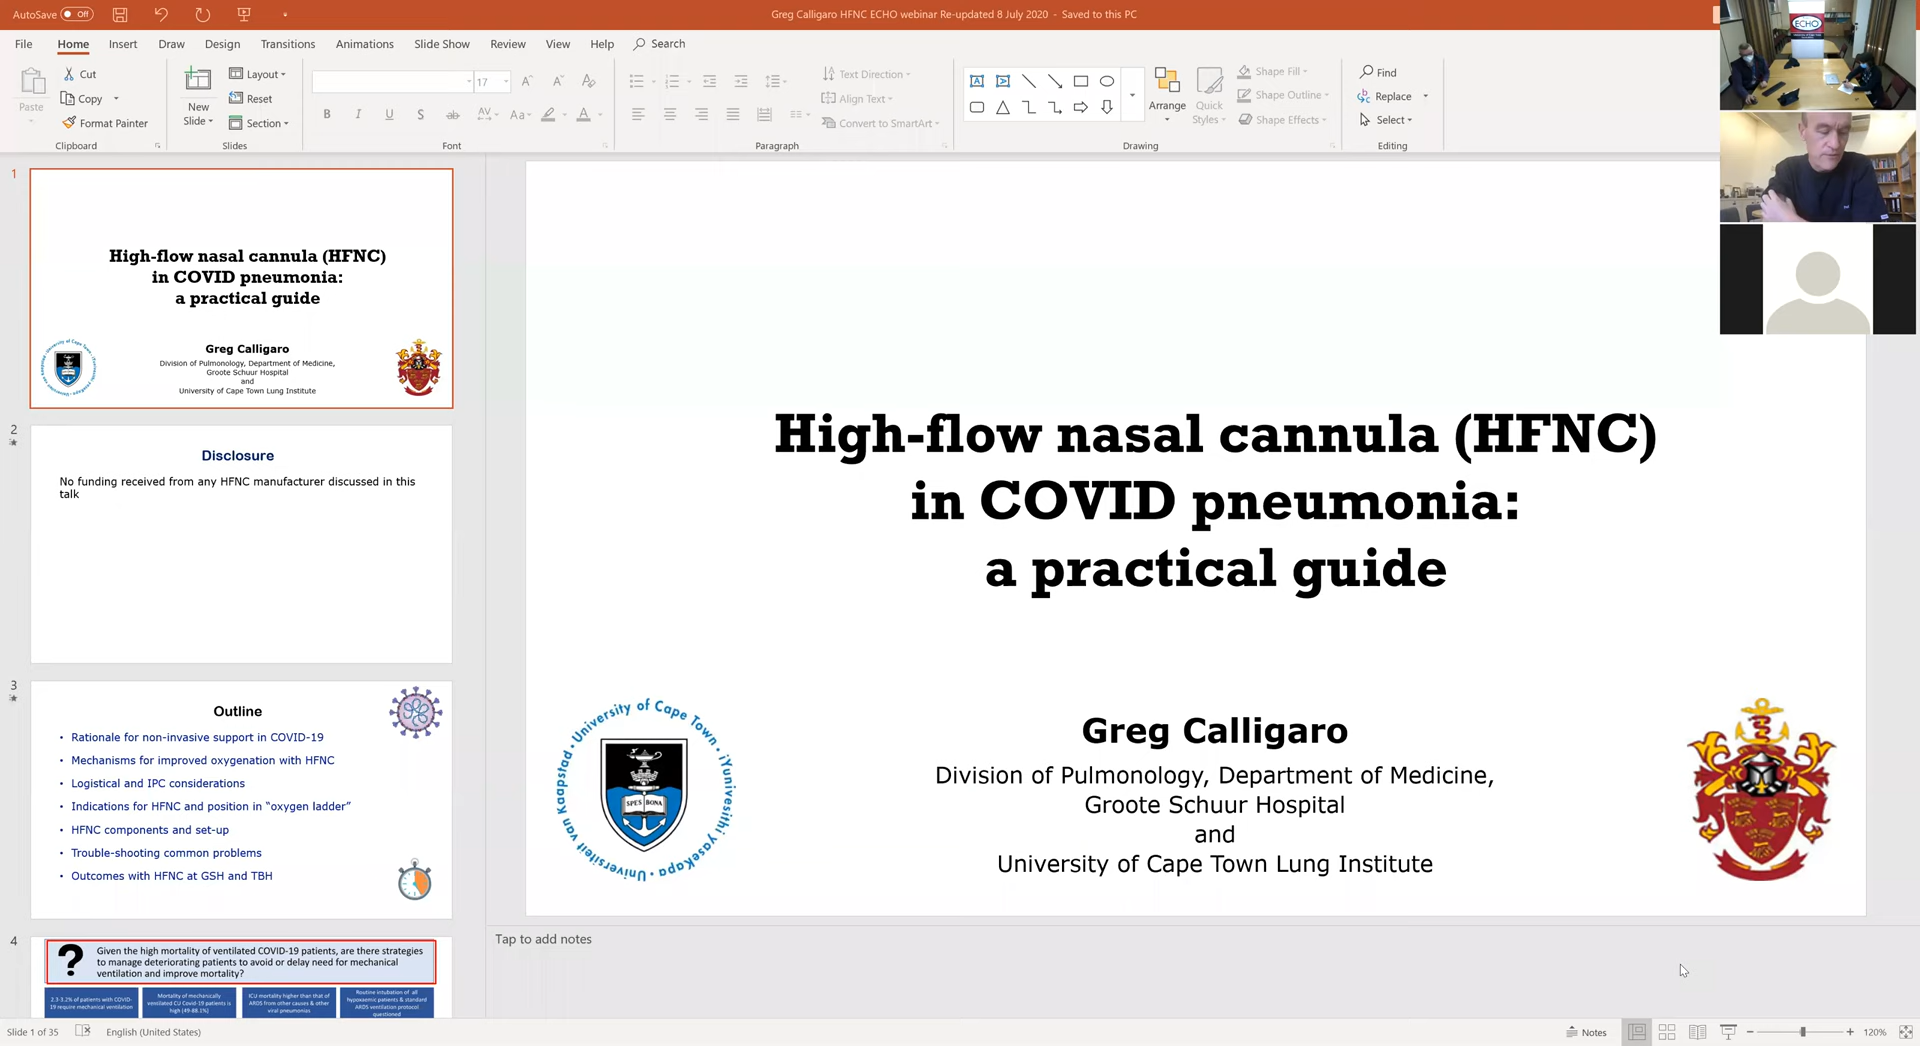 AutoSave Off
Greg Calligaro HFNC ECHO webinar Re-updated 8 July 2020 - Saved to this PC
File Home Insert Draw Design Transitions Animations Slide Show Review View Help Search
Paste
Cut
Copy
Format Painter
Clipboard
New
Slide
Layout
Reset
Section
Slides
17
B I U S ab AV Aa A
Font
Text Direction
Align Text
Convert to SmartArt
Paragraph
Arrange
Quick
Styles
Shape Fill
Shape Outline
Shape Effects
Drawing
Find
Replace
Select
Editing
ECHO
1
High-flow nasal cannula (HFNC)
in COVID pneumonia:
a practical guide
Greg Calligaro
Division of Pulmonology, Department of Medicine,
Groote Schuur Hospital
and
University of Cape Town Lung Institute
2
Disclosure
No funding received from any HFNC manufacturer discussed in this
talk
3
Outline
• Rationale for non-invasive support in COVID-19
• Mechanisms for improved oxygenation with HFNC
• Logistical and IPC considerations
• Indications for HFNC and position in “oxygen ladder”
• HFNC components and set-up
• Trouble-shooting common problems
• Outcomes with HFNC at GSH and TBH
4
?
Given the high mortality of ventilated COVID-19 patients, are there strategies
to manage deteriorating patients to avoid or delay need for mechanical
ventilation and improve mortality?
2.3-3.2% of patients with COVID-
19 require mechanical ventilation
Mortality of mechanically
ventilated CU Covid-19 patients is
high (49-88.1%)
ICU mortality higher then that of
ARDS from other causes & other
viral pneumonias
Routine intubation of all
hypoxaemic patients & standard
ARDS ventilation protocol
questioned
High-flow nasal cannula (HFNC)
in COVID pneumonia:
a practical guide
University of Cape Town • iYunivesithi yaseKapa • Universiteit van Kaapstad •
SPES BONA
Greg Calligaro
Division of Pulmonology, Department of Medicine,
Groote Schuur Hospital
and
University of Cape Town Lung Institute
Tap to add notes
Slide 1 of 35
English (United States)
Notes
120%